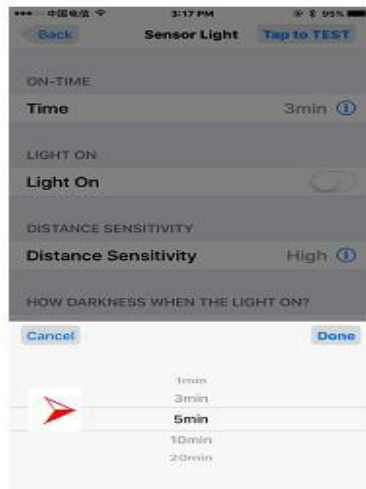 中国电信 3:17 PM 95%
Back Sensor Light Tap to TEST
ON-TIME
Time 3min
LIGHT ON
Light On
DISTANCE SENSITIVITY
Distance Sensitivity High
HOW DARKNESS WHEN THE LIGHT ON?
Cancel Done
1min
3min
5min
10min
20min